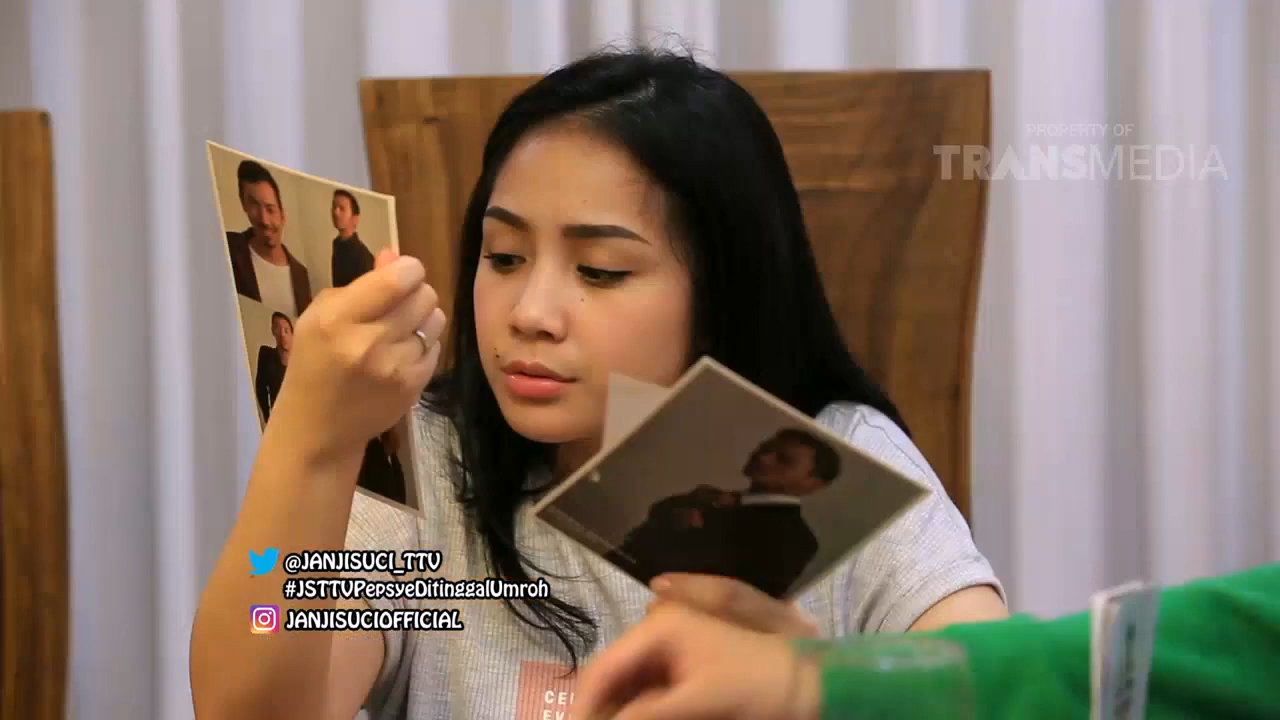 PROPERTY OF
TRANSMEDIA
@JANJISUCI_TTV
#JSTTVPepsyeDitinggalUmroh
JANJISUCIOFFICIAL